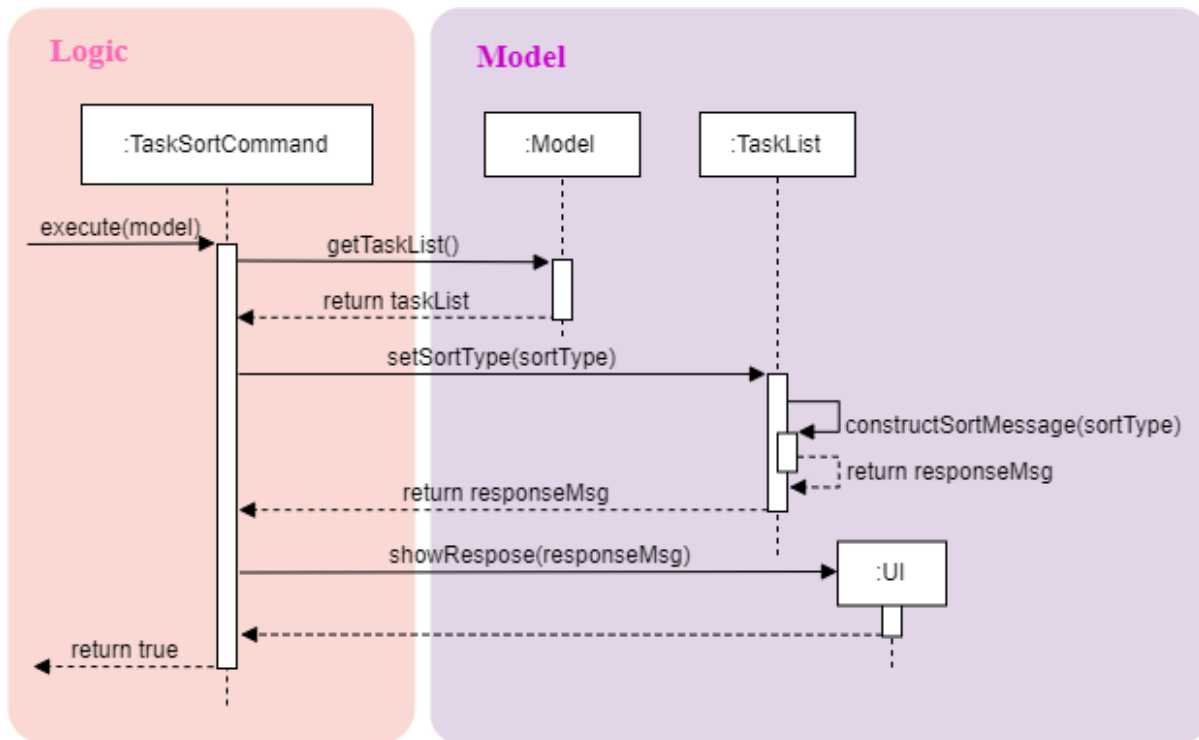 Logic
Model
:TaskSortCommand
:Model
:TaskList
execute(model)
getTaskList()
return taskList
setSortType(sortType)
constructSortMessage(sortType)
return responseMsg
return responseMsg
showRespose(responseMsg)
:UI
return true